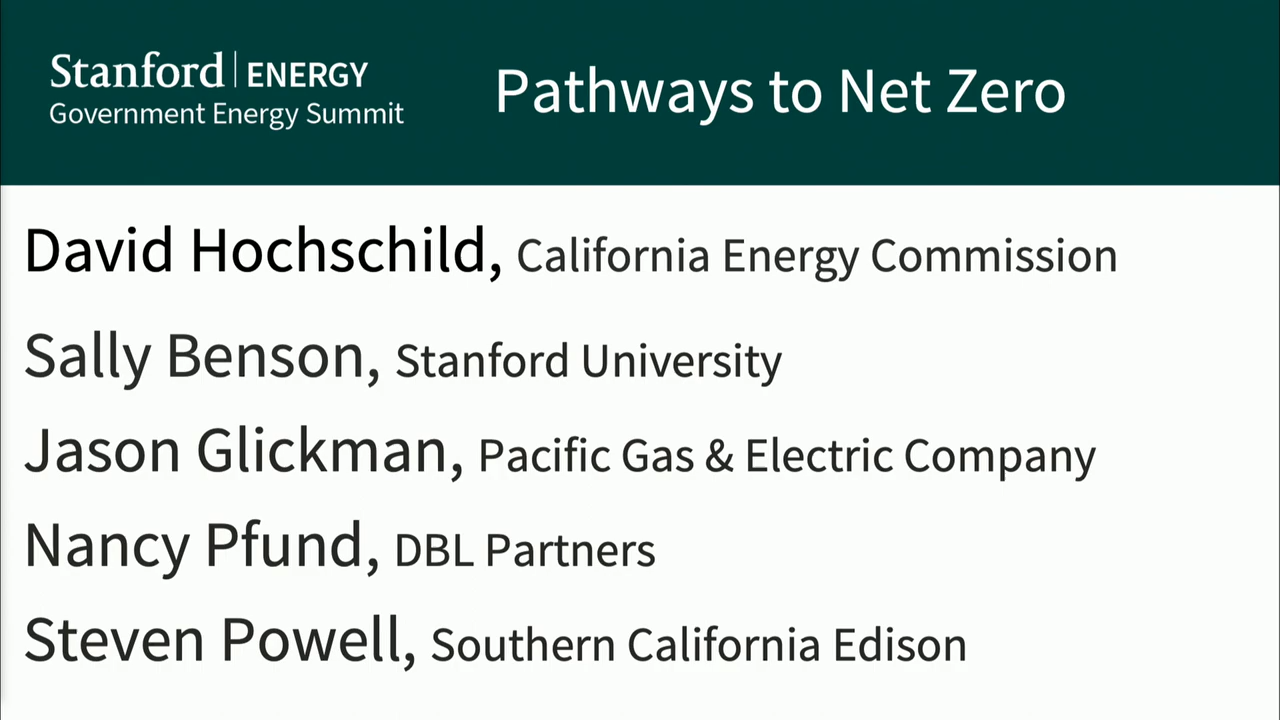 Stanford | ENERGY
Government Energy Summit
Pathways to Net Zero
David Hochschild, California Energy Commission
Sally Benson, Stanford University
Jason Glickman, Pacific Gas & Electric Company
Nancy Pfund, DBL Partners
Steven Powell, Southern California Edison